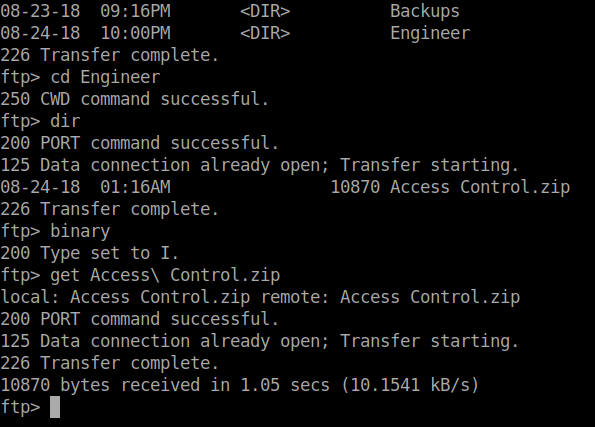 08-23-18  09:16PM       <DIR>          Backups
08-24-18  10:00PM       <DIR>          Engineer
226 Transfer complete.
ftp> cd Engineer
250 CWD command successful.
ftp> dir
200 PORT command successful.
125 Data connection already open; Transfer starting.
08-24-18  01:16AM                10870 Access Control.zip
226 Transfer complete.
ftp> binary
200 Type set to I.
ftp> get Access\ Control.zip
local: Access Control.zip remote: Access Control.zip
200 PORT command successful.
125 Data connection already open; Transfer starting.
226 Transfer complete.
10870 bytes received in 1.05 secs (10.1541 kB/s)
ftp>